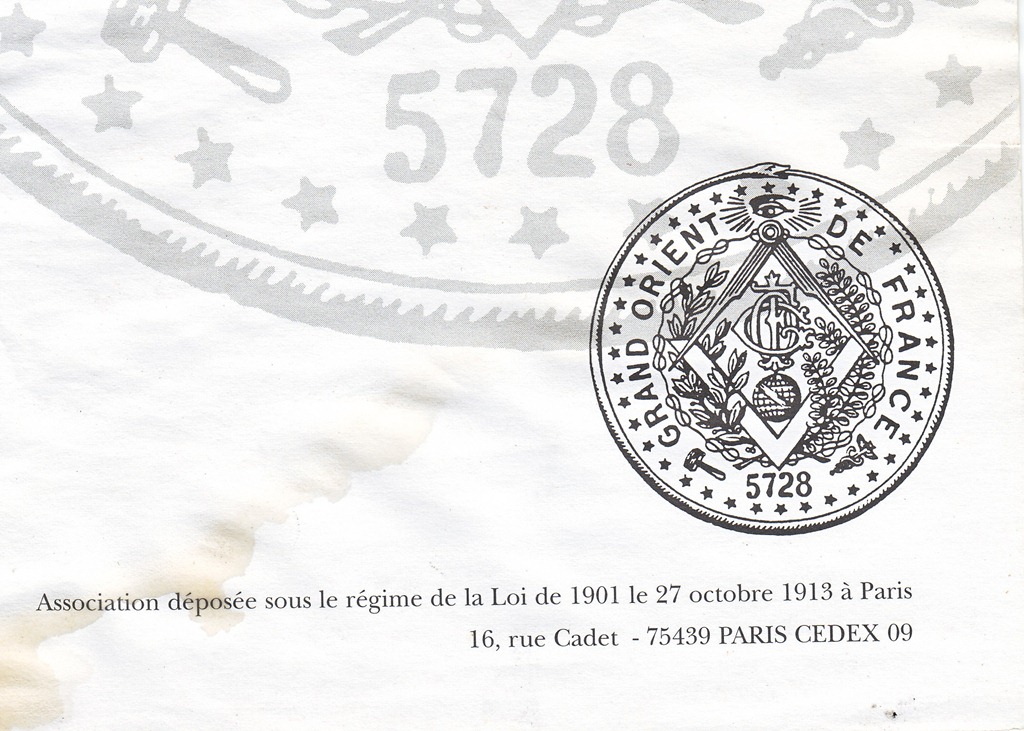 5728
GRAND ORIENT DE FRANCE
5728
Association déposée sous le régime de la Loi de 1901 le 27 octobre 1913 à Paris
16, rue Cadet - 75439 PARIS CEDEX 09